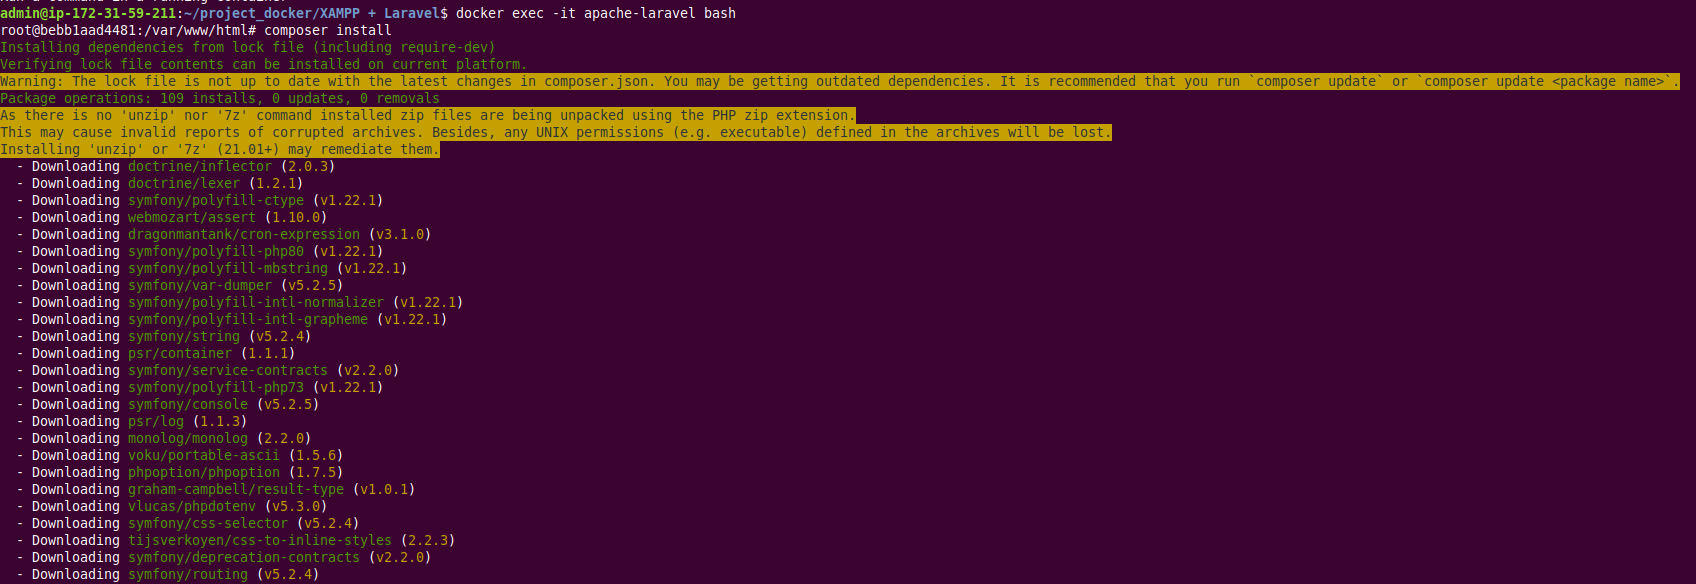 admin@ip-172-31-59-211:~/project_docker/XAMPP + Laravel$ docker exec -it apache-laravel bash
root@bebb1aad4481:/var/www/html# composer install
Installing dependencies from lock file (including require-dev)
Verifying lock file contents can be installed on current platform.
Warning: The lock file is not up to date with the latest changes in composer.json. You may be getting outdated dependencies. It is recommended that you run `composer update` or `composer update <package name>`.
Package operations: 109 installs, 0 updates, 0 removals
As there is no 'unzip' nor '7z' command installed zip files are being unpacked using the PHP zip extension.
This may cause invalid reports of corrupted archives. Besides, any UNIX permissions (e.g. executable) defined in the archives will be lost.
Installing 'unzip' or '7z' (21.01+) may remediate them.
  - Downloading doctrine/inflector (2.0.3)
  - Downloading doctrine/lexer (1.2.1)
  - Downloading symfony/polyfill-ctype (v1.22.1)
  - Downloading webmozart/assert (1.10.0)
  - Downloading dragonmantank/cron-expression (v3.1.0)
  - Downloading symfony/polyfill-php80 (v1.22.1)
  - Downloading symfony/polyfill-mbstring (v1.22.1)
  - Downloading symfony/var-dumper (v5.2.5)
  - Downloading symfony/polyfill-intl-normalizer (v1.22.1)
  - Downloading symfony/polyfill-intl-grapheme (v1.22.1)
  - Downloading symfony/string (v5.2.4)
  - Downloading psr/container (1.1.1)
  - Downloading symfony/service-contracts (v2.2.0)
  - Downloading symfony/polyfill-php73 (v1.22.1)
  - Downloading symfony/console (v5.2.5)
  - Downloading psr/log (1.1.3)
  - Downloading monolog/monolog (2.2.0)
  - Downloading voku/portable-ascii (1.5.6)
  - Downloading phpoption/phpoption (1.7.5)
  - Downloading graham-campbell/result-type (v1.0.1)
  - Downloading vlucas/phpdotenv (v5.3.0)
  - Downloading symfony/css-selector (v5.2.4)
  - Downloading tijsverkoyen/css-to-inline-styles (2.2.3)
  - Downloading symfony/deprecation-contracts (v2.2.0)
  - Downloading symfony/routing (v5.2.4)